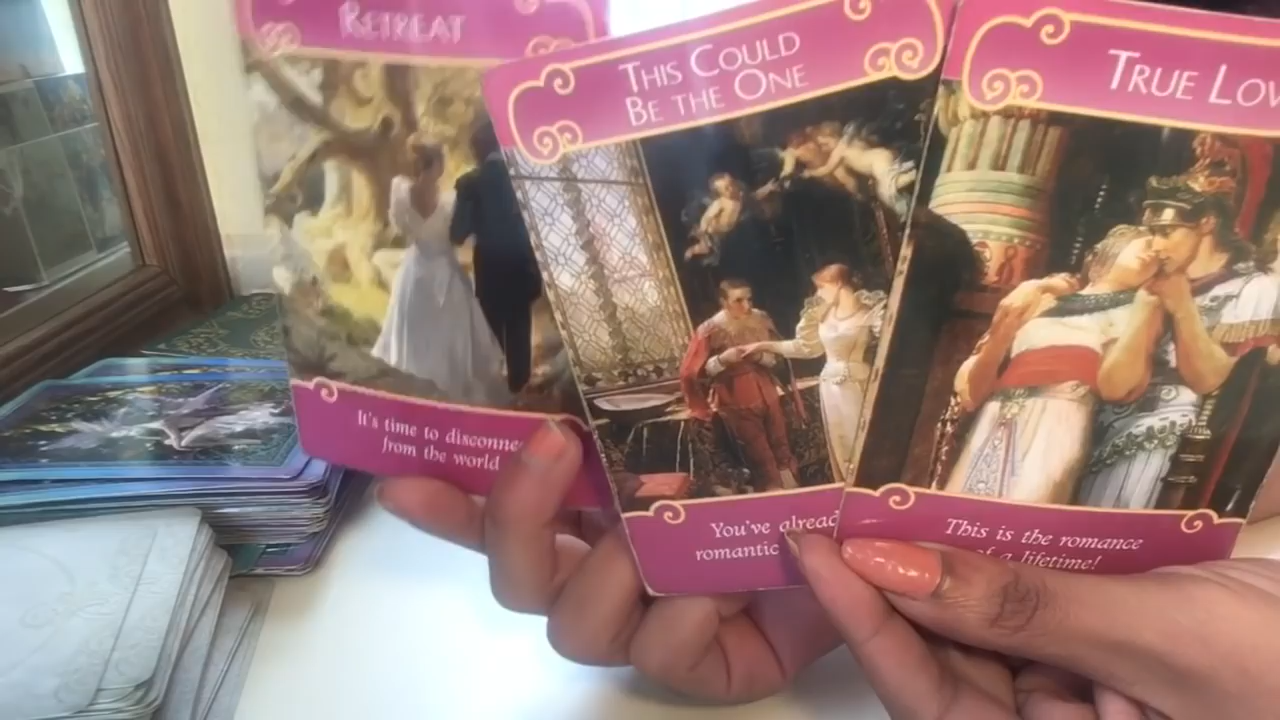 RETREAT
It's time to disconne
from the world
THIS COULD
BE THE ONE
You've alread
romantic
TRUE LOV
This is the romance
of a lifetime!